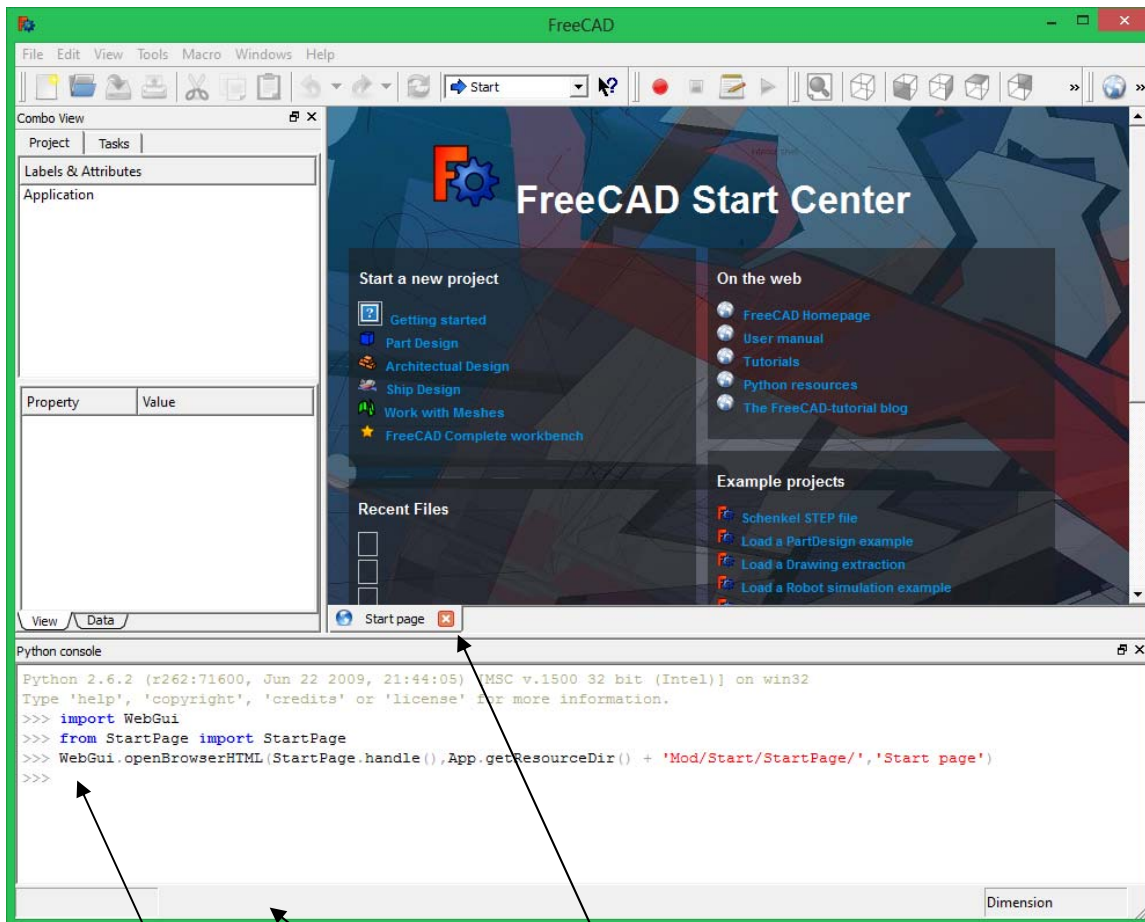 FreeCAD
File Edit View Tools Macro Windows Help
Start
Combo View
Project Tasks
Labels & Attributes
Application
Property Value
View Data
FreeCAD Start Center
Start a new project
Getting started
Part Design
Architectual Design
Ship Design
Work with Meshes
FreeCAD Complete workbench
Recent Files
On the web
FreeCAD Homepage
User manual
Tutorials
Python resources
The FreeCAD-tutorial blog
Example projects
Schenkel STEP file
Load a PartDesign example
Load a Drawing extraction
Load a Robot simulation example
Start page
Python console
Python 2.6.2 (r262:71600, Jun 22 2009, 21:44:05) [MSC v.1500 32 bit (Intel)] on win32
Type 'help', 'copyright', 'credits' or 'license' for more information.
>>> import WebGui
>>> from StartPage import StartPage
>>> WebGui.openBrowserHTML(StartPage.handle(),App.getResourceDir() + 'Mod/Start/StartPage/','Start page')
>>>
Dimension